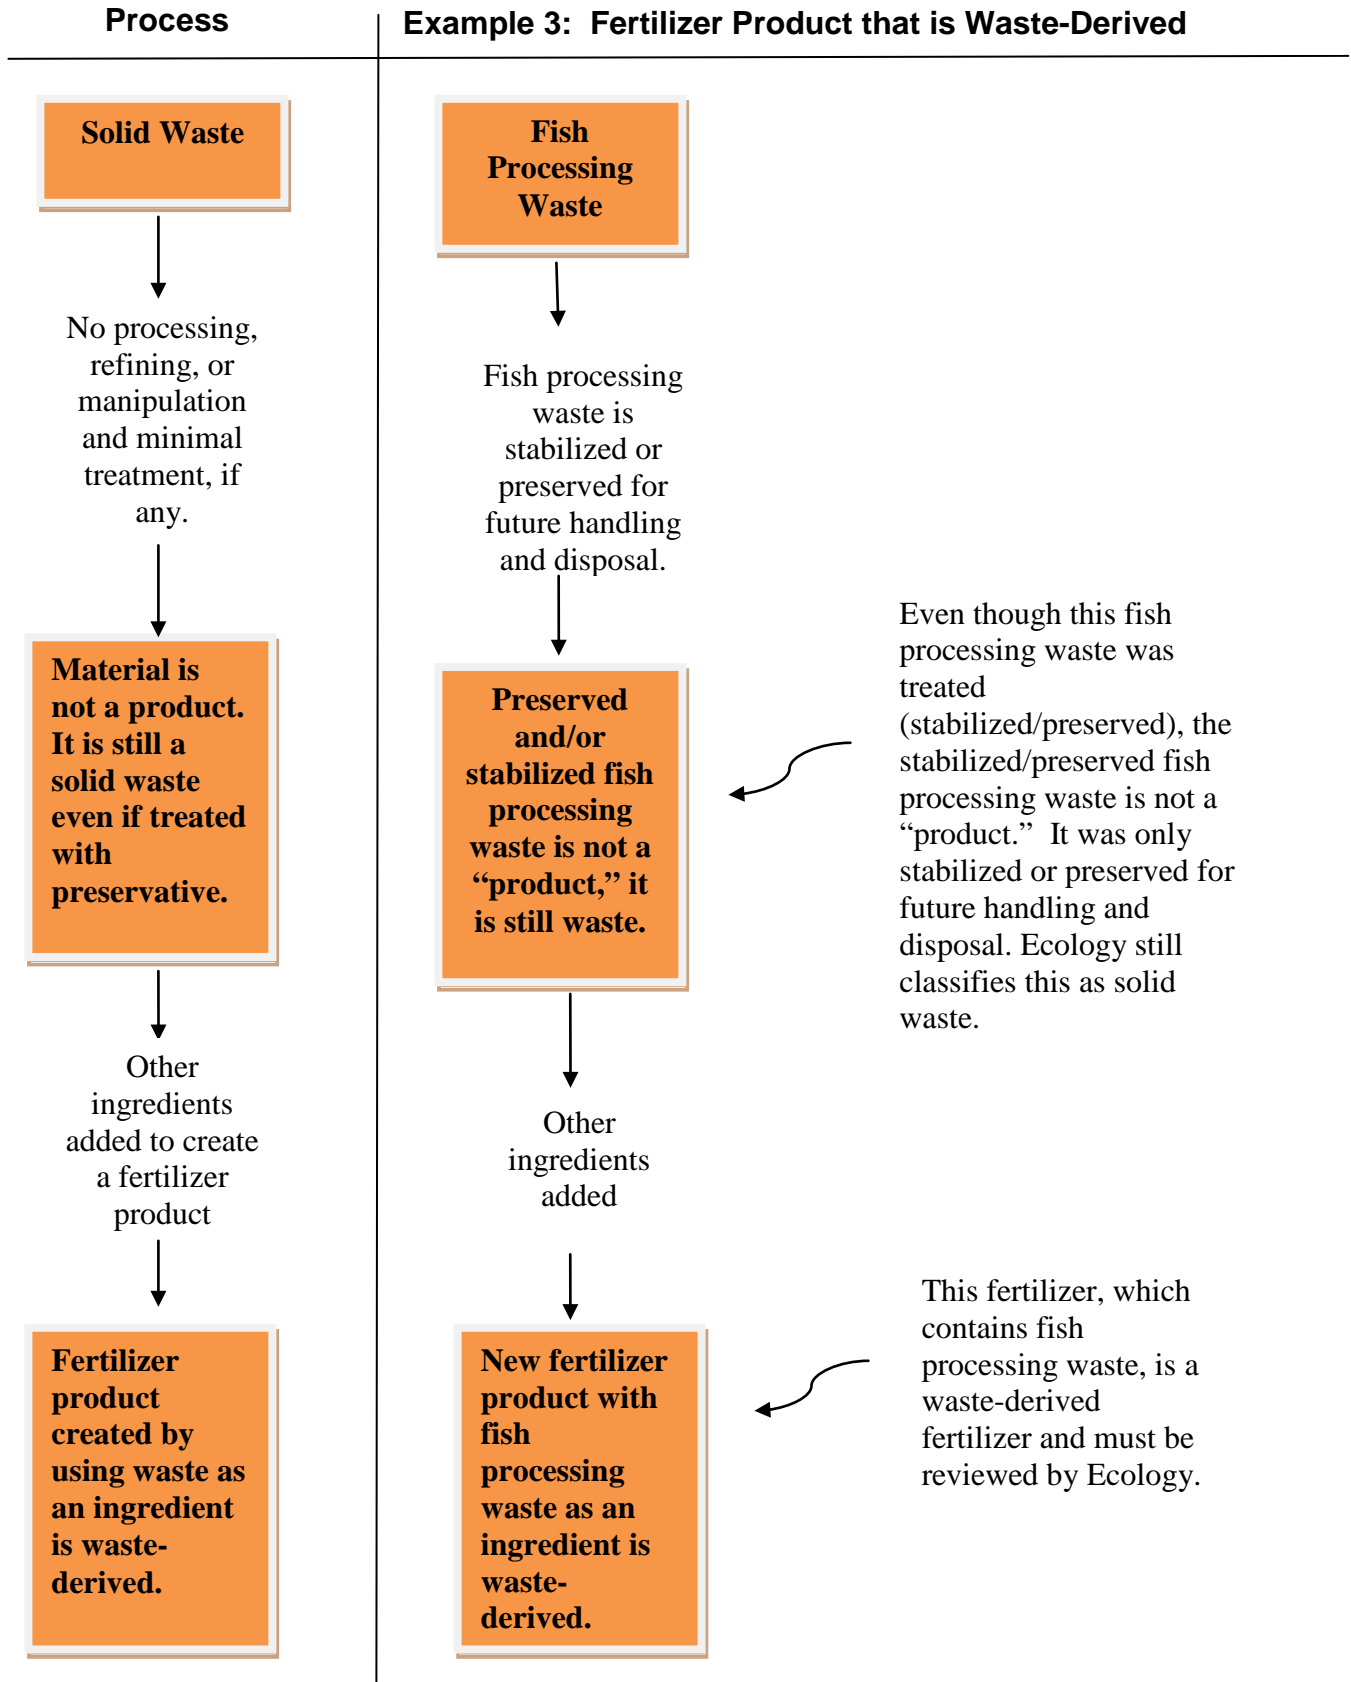 Process
Example 3:  Fertilizer Product that is Waste-Derived
Solid Waste
No processing,
refining, or
manipulation
and minimal
treatment, if
any.
Material is
not a product.
It is still a
solid waste
even if treated
with
preservative.
Other
ingredients
added to create
a fertilizer
product
Fertilizer
product
created by
using waste as
an ingredient
is waste-
derived.
Fish
Processing
Waste
Fish processing
waste is
stabilized or
preserved for
future handling
and disposal.
Preserved
and/or
stabilized fish
processing
waste is not a
“product,” it
is still waste.
Other
ingredients
added
New fertilizer
product with
fish
processing
waste as an
ingredient is
waste-
derived.
Even though this fish
processing waste was
treated
(stabilized/preserved), the
stabilized/preserved fish
processing waste is not a
“product.”  It was only
stabilized or preserved for
future handling and
disposal. Ecology still
classifies this as solid
waste.
This fertilizer, which
contains fish
processing waste, is a
waste-derived
fertilizer and must be
reviewed by Ecology.